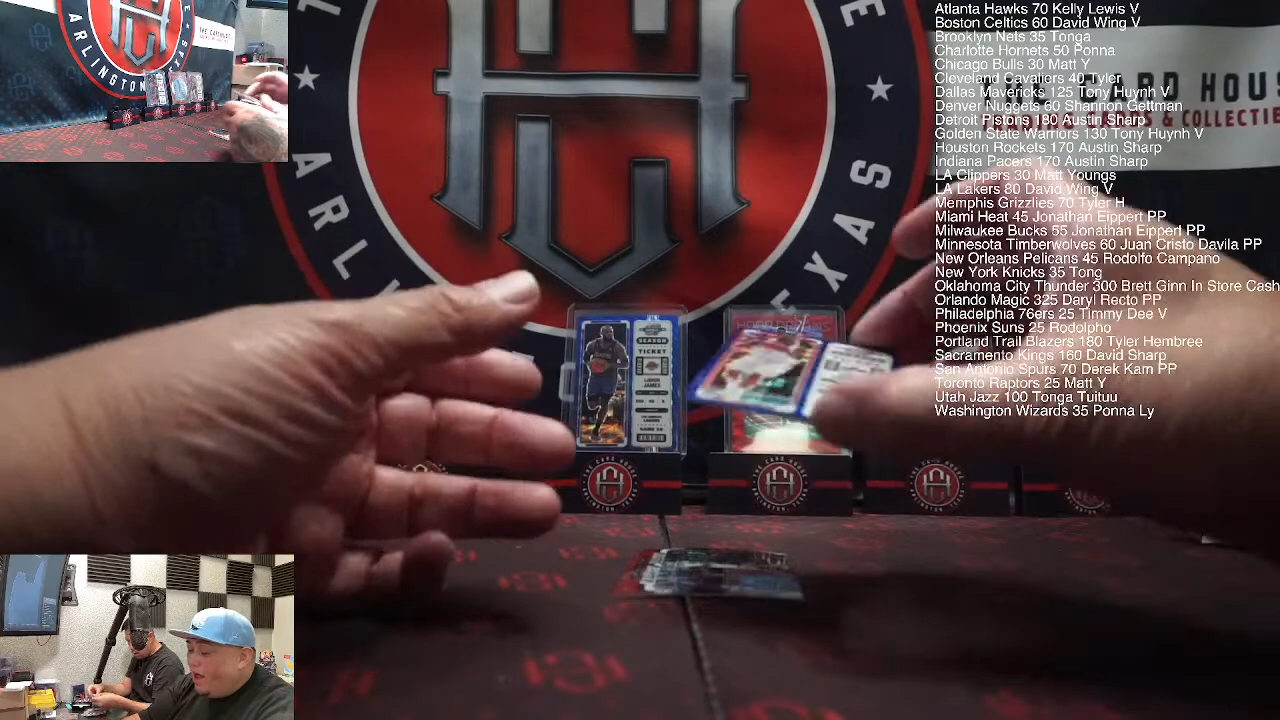 Atlanta Hawks 70 Kelly Lewis V
Boston Celtics 60 David Wing V
Brooklyn Nets 35 Tonga
Charlotte Hornets 50 Ponna
Chicago Bulls 30 Matt Y
Cleveland Cavaliers 40 Tyler
Dallas Mavericks 125 Tony Huynh V
Denver Nuggets 60 Shannon Gettman
Detroit Pistons 180 Austin Sharp
Golden State Warriors 130 Tony Huynh V
Houston Rockets 170 Austin Sharp
Indiana Pacers 170 Austin Sharp
LA Clippers 30 Matt Youngs
LA Lakers 80 David Wing V
Memphis Grizzlies 70 Tyler H
Miami Heat 45 Jonathan Eippert PP
Milwaukee Bucks 55 Jonathan Eippert PP
Minnesota Timberwolves 60 Juan Cristo Davila PP
New Orleans Pelicans 45 Rodolfo Campano
New York Knicks 35 Tong
Oklahoma City Thunder 300 Brett Ginn In Store Cash
Orlando Magic 325 Daryl Recto PP
Philadelphia 76ers 25 Timmy Dee V
Phoenix Suns 25 Rodolpho
Portland Trail Blazers 180 Tyler Hembree
Sacramento Kings 160 David Sharp
San Antonio Spurs 70 Derek Karn PP
Toronto Raptors 25 Matt Y
Utah Jazz 100 Tonga Tuituu
Washington Wizards 35 Ponna Ly
ARD HOUS
& COLLECTIE
ARLINGTON
ARL
EXAS
SEASON
TICKET